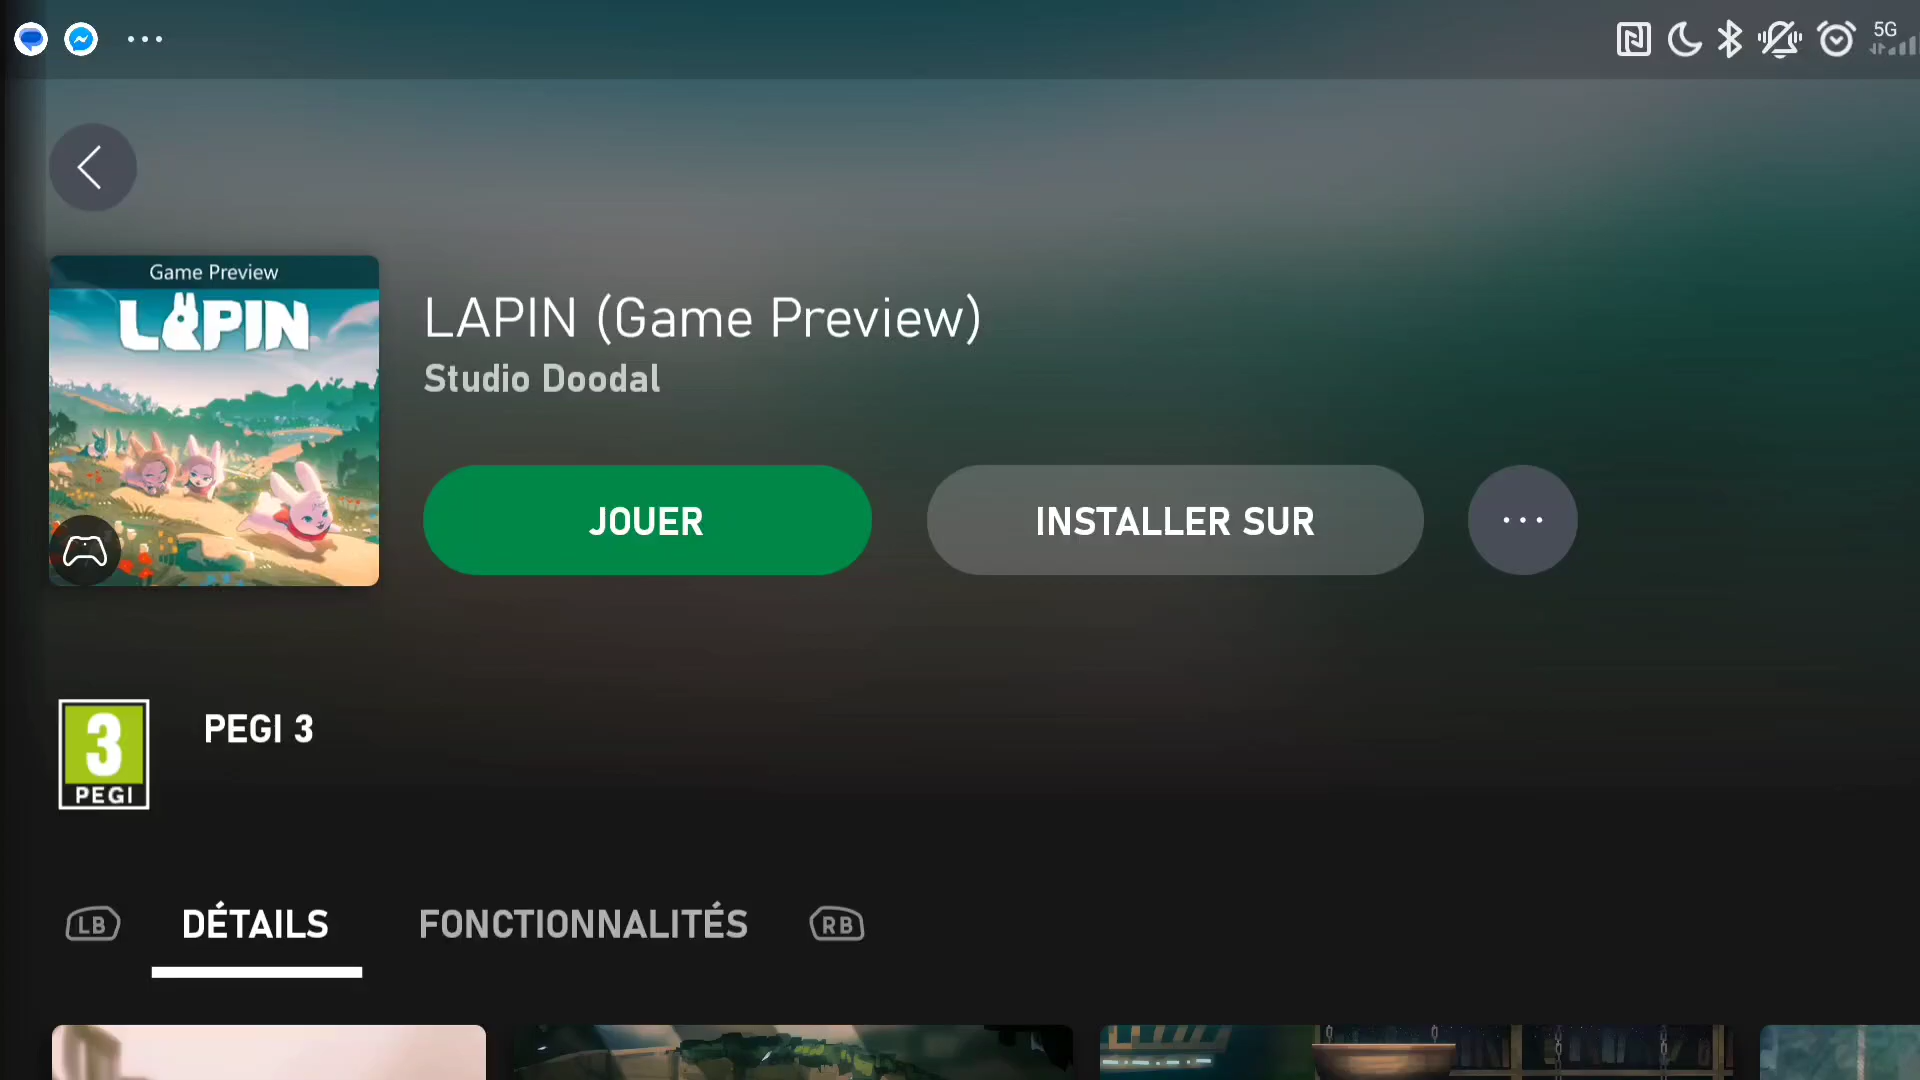 5G
Game Preview
LAPIN
LAPIN (Game Preview)
Studio Doodal
JOUER
INSTALLER SUR
3
PEGI
PEGI 3
LB
DÉTAILS
FONCTIONNALITÉS
RB